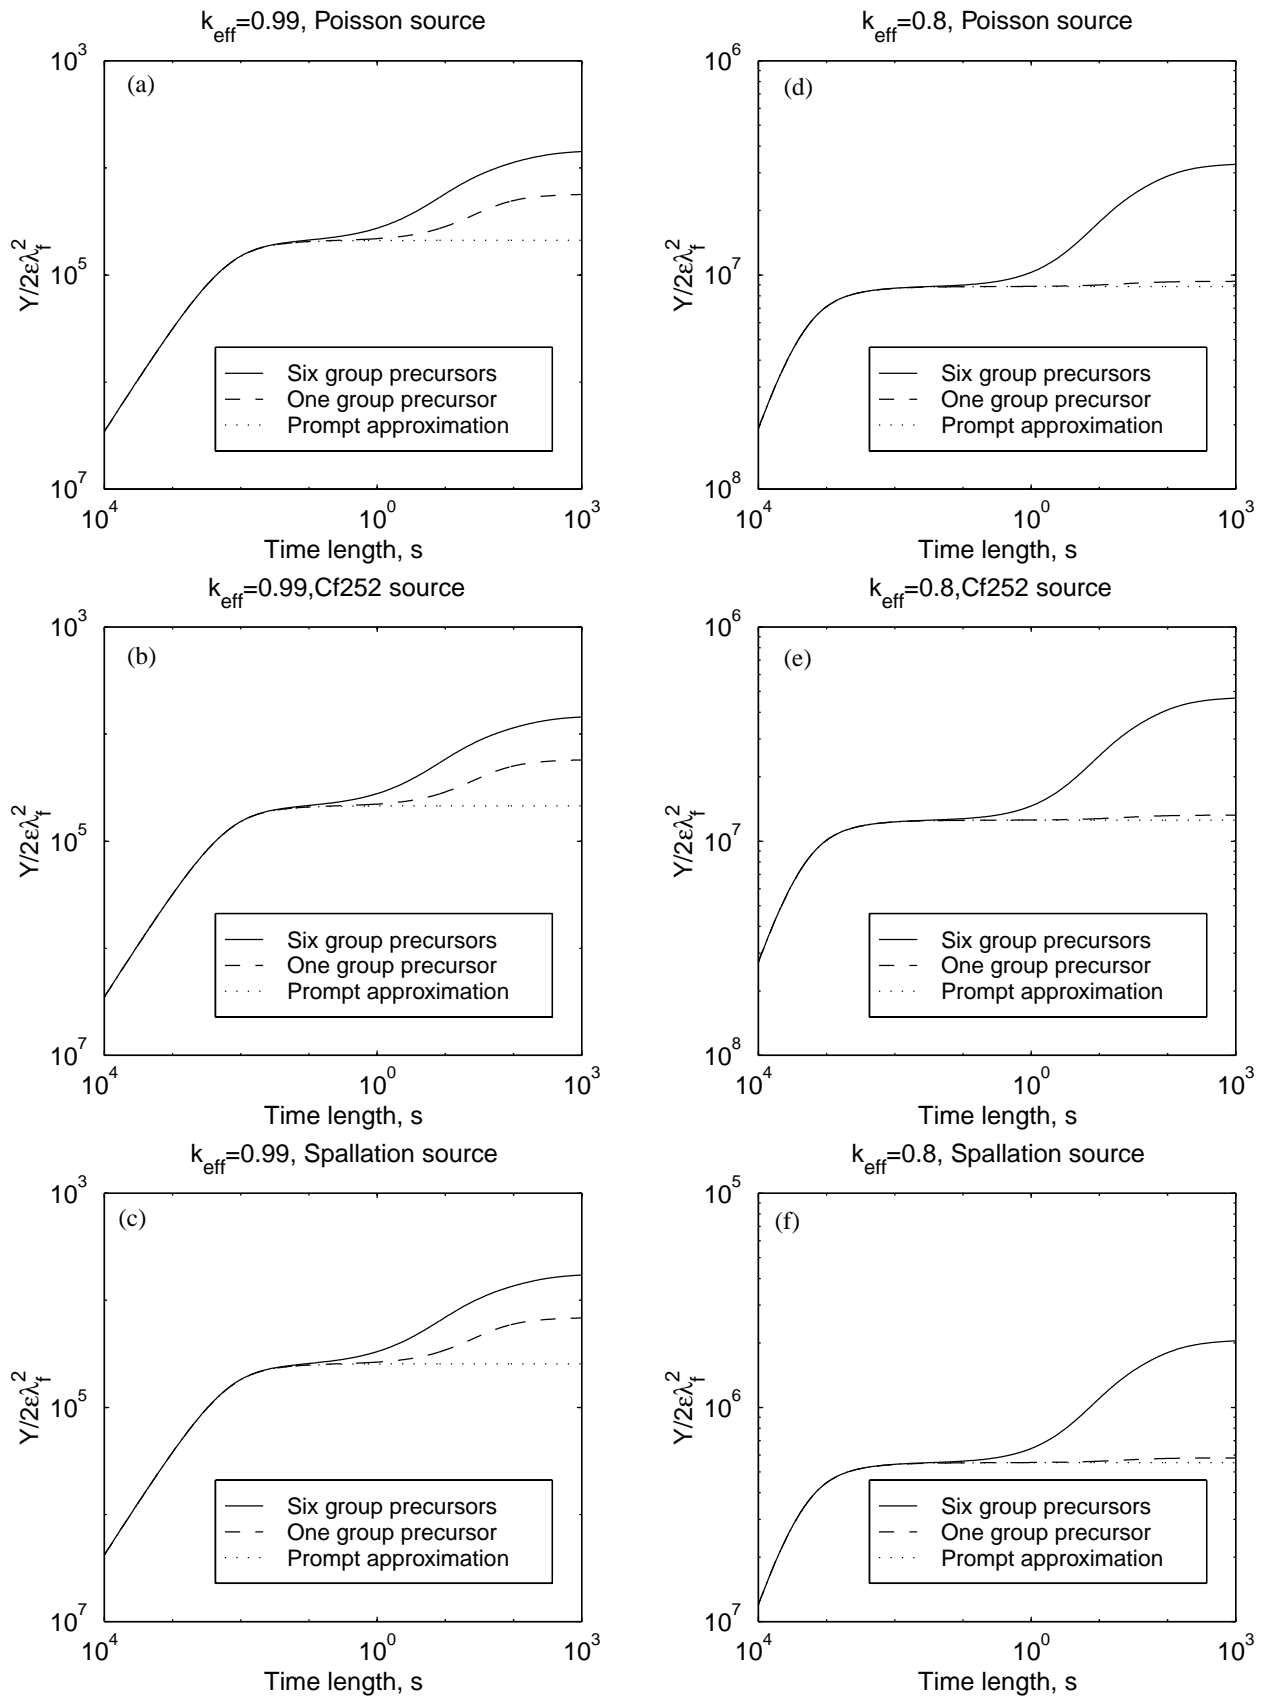 k_eff=0.99, Poisson source
(a)
10^3
10^5
10^7
Y/2ελ_f^2
Six group precursors
One group precursor
Prompt approximation
10^4
10^0
10^3
Time length, s
k_eff=0.8, Poisson source
(d)
10^6
10^7
10^8
Y/2ελ_f^2
Six group precursors
One group precursor
Prompt approximation
10^4
10^0
10^3
Time length, s
k_eff=0.99,Cf252 source
(b)
10^3
10^5
10^7
Y/2ελ_f^2
Six group precursors
One group precursor
Prompt approximation
10^4
10^0
10^3
Time length, s
k_eff=0.8,Cf252 source
(e)
10^6
10^7
10^8
Y/2ελ_f^2
Six group precursors
One group precursor
Prompt approximation
10^4
10^0
10^3
Time length, s
k_eff=0.99, Spallation source
(c)
10^3
10^5
10^7
Y/2ελ_f^2
Six group precursors
One group precursor
Prompt approximation
10^4
10^0
10^3
Time length, s
k_eff=0.8, Spallation source
(f)
10^5
10^6
10^7
Y/2ελ_f^2
Six group precursors
One group precursor
Prompt approximation
10^4
10^0
10^3
Time length, s